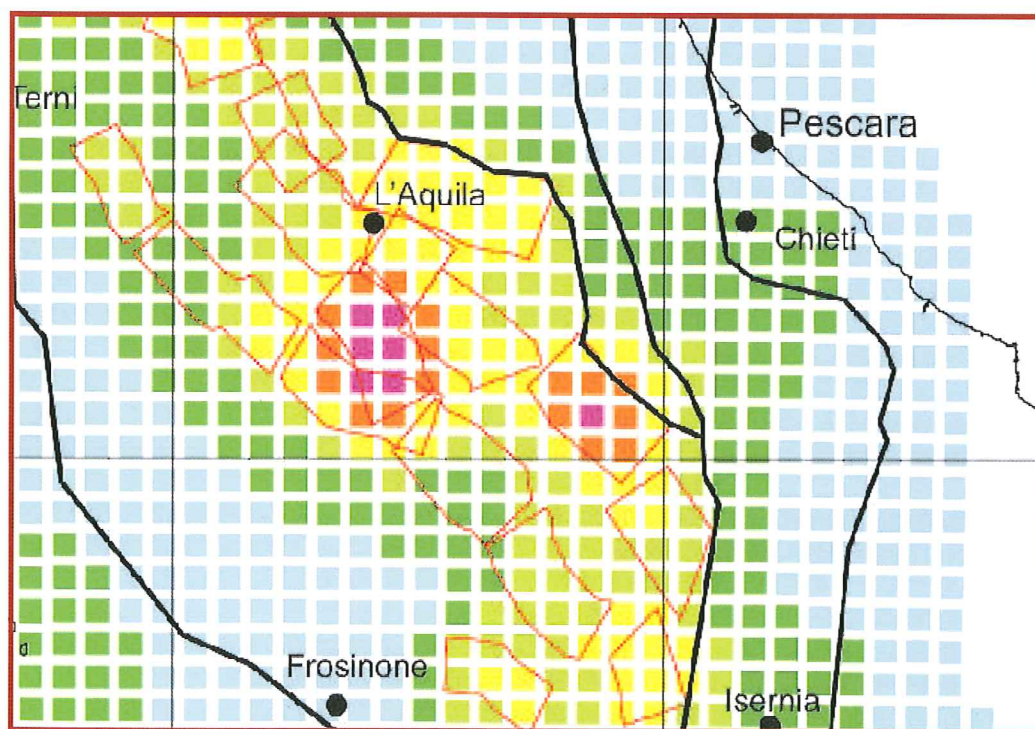 Terni
Pescara
L'Aquila
Chieti
Frosinone
Isernia
a